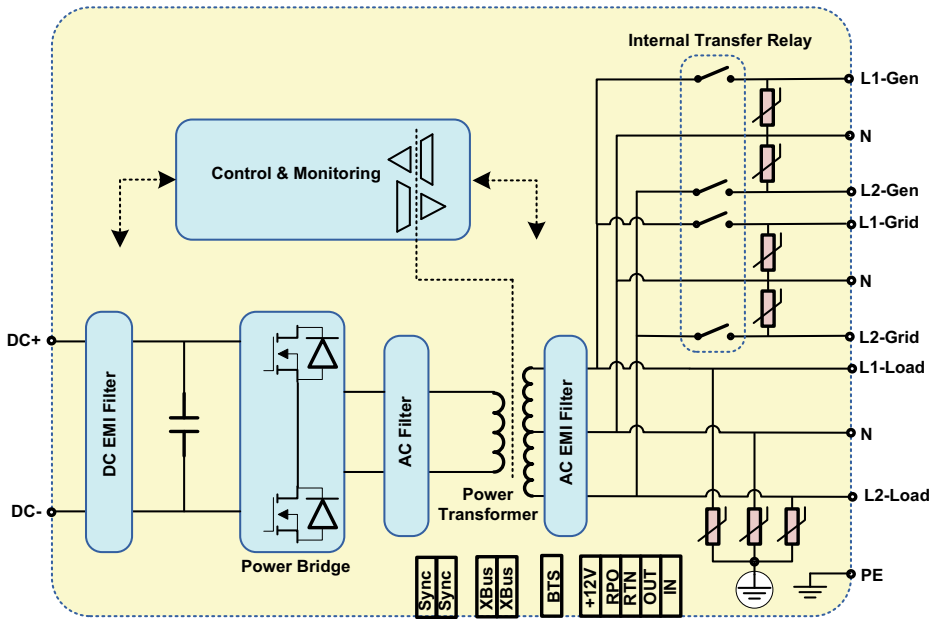 Internal Transfer Relay
L1-Gen
N
L2-Gen
L1-Grid
N
L2-Grid
L1-Load
N
L2-Load
PE
Control & Monitoring
DC+
DC-
DC EMI Filter
Power Bridge
AC Filter
Power
Transformer
AC EMI Filter
Sync
Sync
XBus
XBus
BTS
+12V
RPO
RTN
OUT
IN